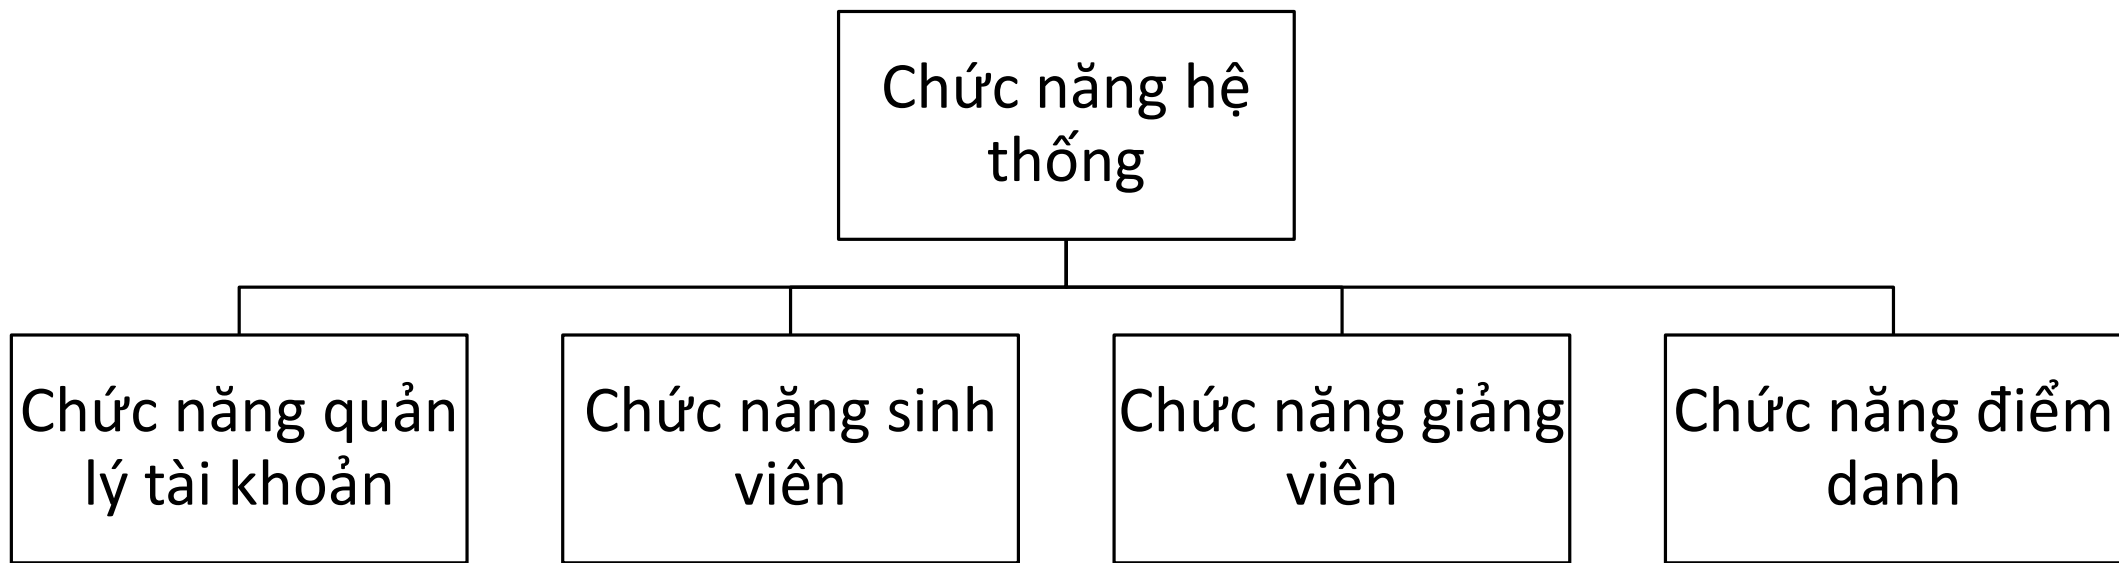 Chức năng hệ
thống
Chức năng quản
lý tài khoản
Chức năng sinh
viên
Chức năng giảng
viên
Chức năng điểm
danh